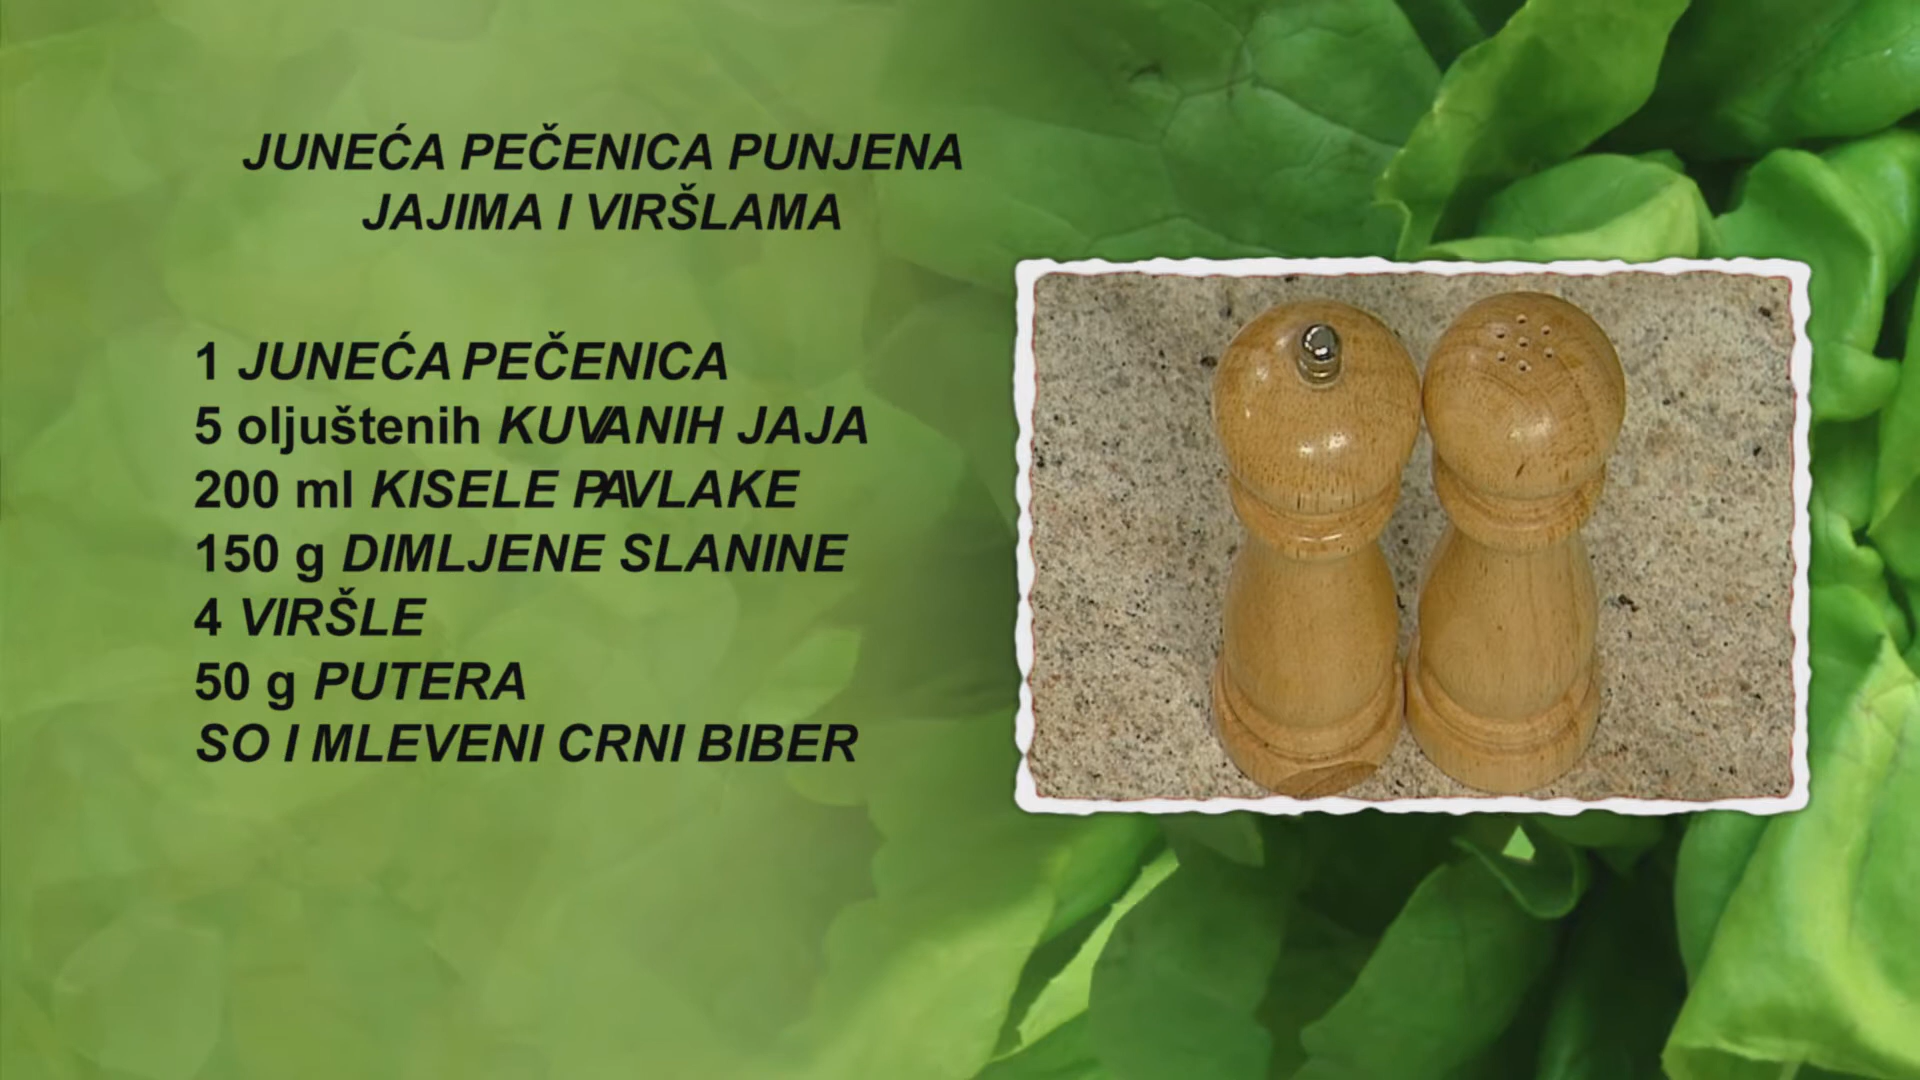 JUNEĆA PEČENICA PUNJENA
JAJIMA I VIRŠLAMA
1 JUNEĆA PEČENICA
5 oljuštenih KUVANIH JAJA
200 ml KISELE PAVLAKE
150 g DIMLJENE SLANINE
4 VIRŠLE
50 g PUTERA
SO I MLEVENI CRNI BIBER